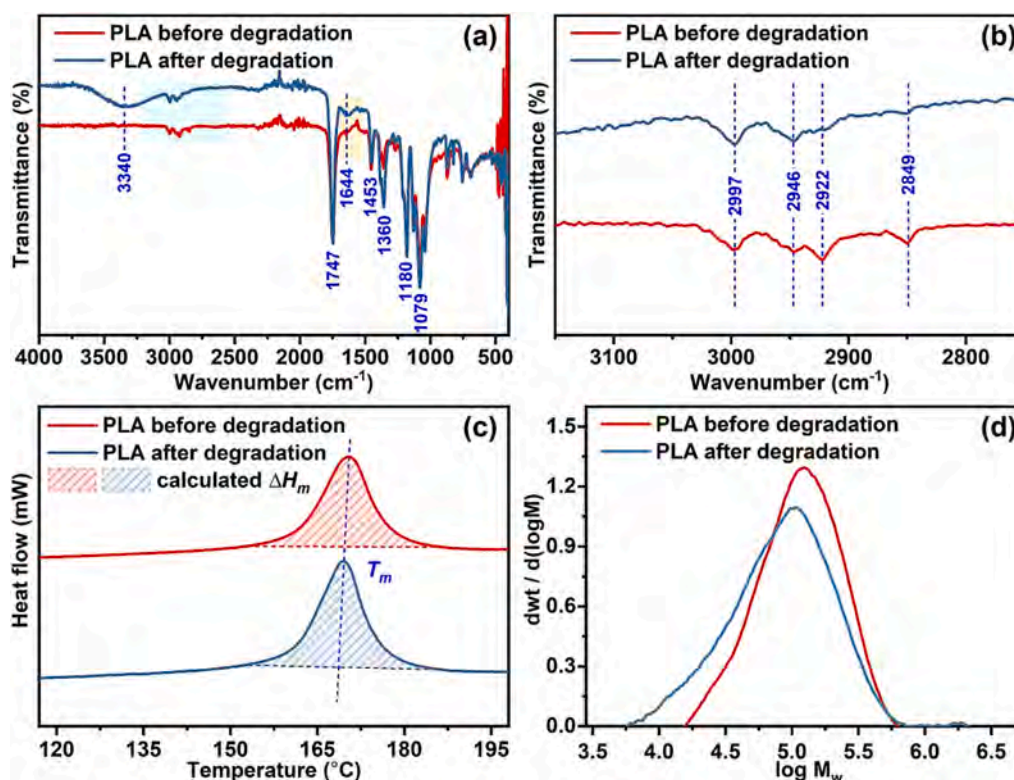 PLA before degradation
PLA after degradation
(a)
Transmittance (%)
3340
1747
1644
1453
1360
1180
1079
4000 3500 3000 2500 2000 1500 1000 500
Wavenumber (cm⁻¹)
PLA before degradation
PLA after degradation
(b)
Transmittance (%)
2997
2946
2922
2849
3100 3000 2900 2800
Wavenumber (cm⁻¹)
PLA before degradation
PLA after degradation
calculated ΔHm
(c)
Heat flow (mW)
Tm
120 135 150 165 180 195
Temperature (°C)
PLA before degradation
PLA after degradation
(d)
dwt / d(logM)
1.5
1.2
0.9
0.6
0.3
0.0
3.5 4.0 4.5 5.0 5.5 6.0 6.5
log Mw